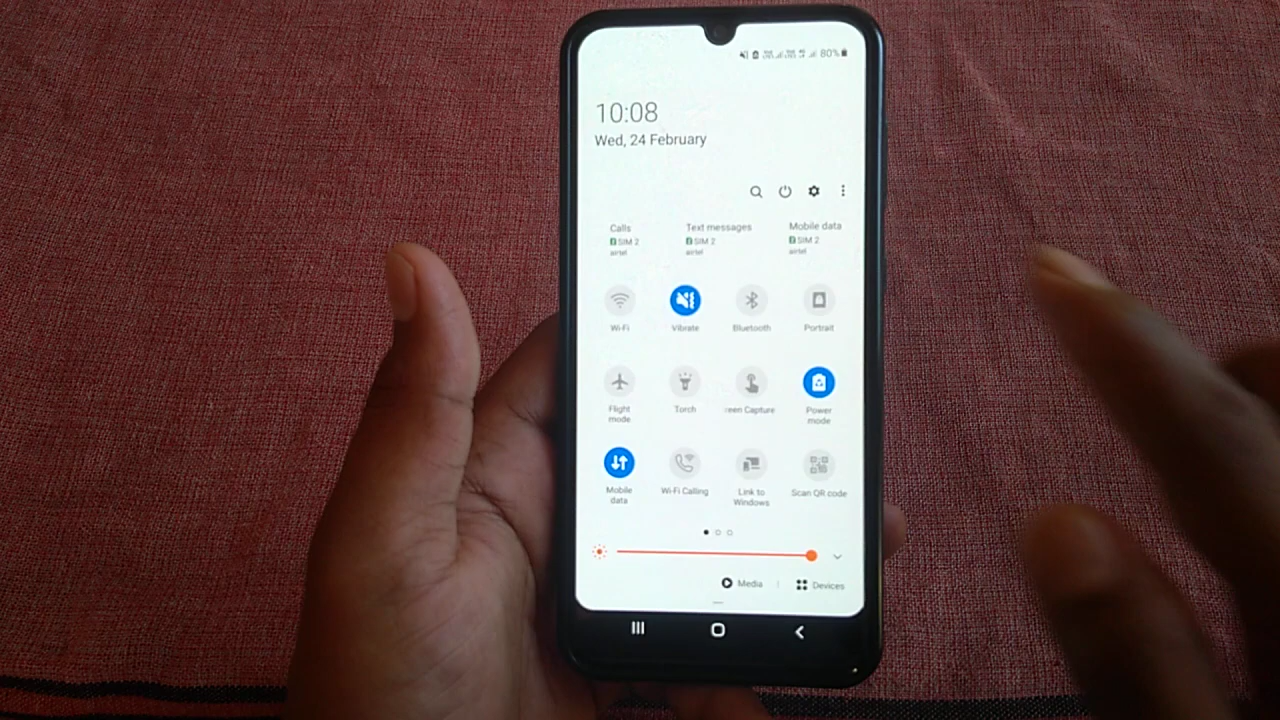 80%
10:08
Wed, 24 February
Calls Text messages Mobile data
SIM 2 SIM 2 SIM 2
airtel airtel airtel
Wi-Fi Vibrate Bluetooth Portrait
Flight mode Torch reen Capture Power mode
Mobile data Wi-Fi Calling Link to Windows Scan QR code
Media Devices